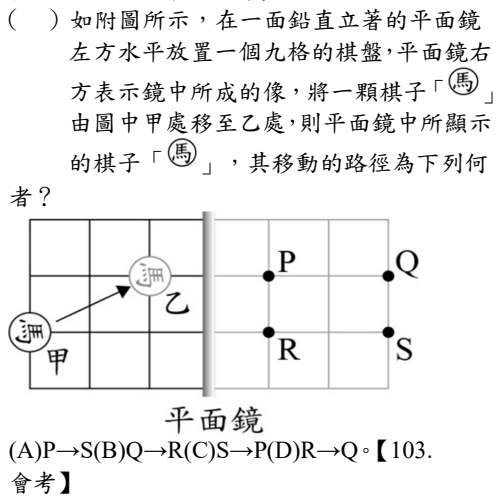 (　) 如附圖所示，在一面鉛直立著的平面鏡
左方水平放置一個九格的棋盤，平面鏡右
方表示鏡中所成的像，將一顆棋子「馬」
由圖中甲處移至乙處，則平面鏡中所顯示
的棋子「馬」，其移動的路徑為下列何
者？
P Q
馬 乙
馬 甲 R S
平面鏡
(A)P→S(B)Q→R(C)S→P(D)R→Q。【103.
會考】